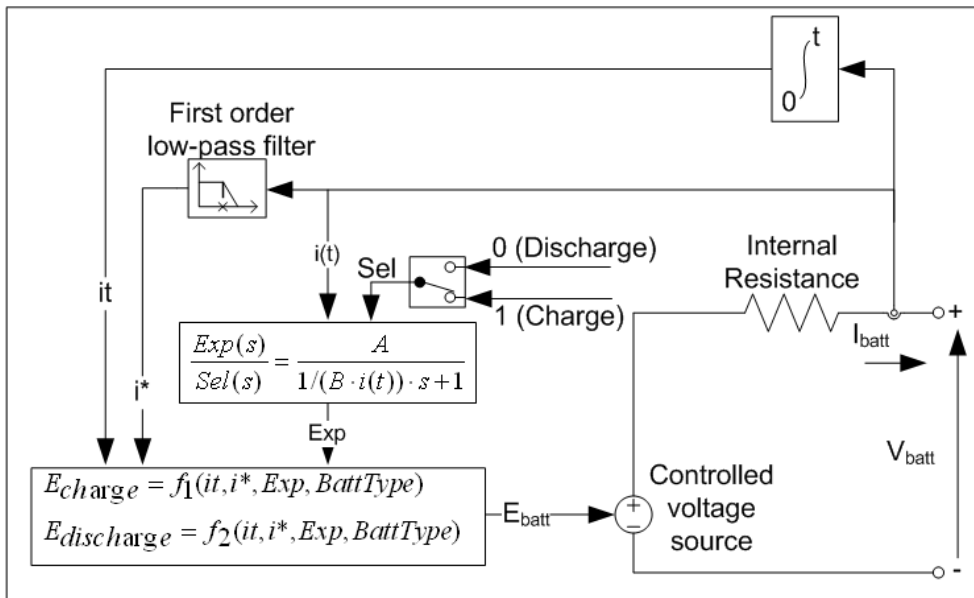 t
0
First order
low-pass filter
i(t)
Sel
0 (Discharge)
1 (Charge)
Internal
Resistance
+
I_batt
it
i*
Exp(s)/Sel(s) = A/(1/(B·i(t))·s+1)
Exp
V_batt
E_charge = f_1(it,i*,Exp,BattType)
E_discharge = f_2(it,i*,Exp,BattType)
E_batt
+
−
Controlled
voltage
source
-